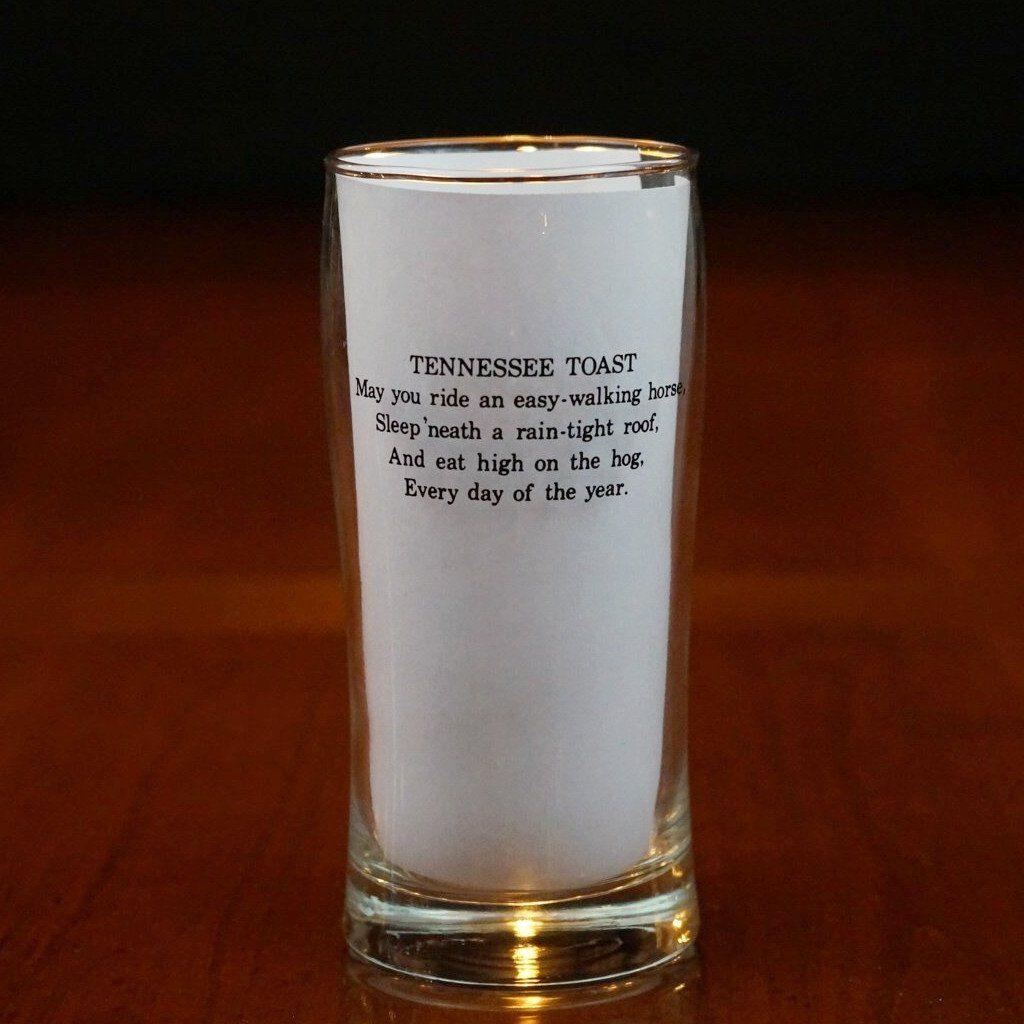 TENNESSEE TOAST
May you ride an easy-walking horse,
Sleep 'neath a rain-tight roof,
And eat high on the hog,
Every day of the year.